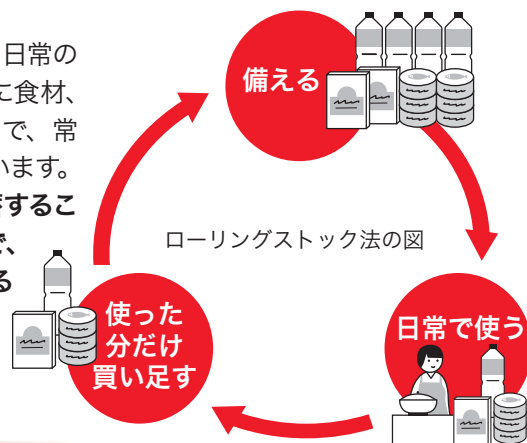 日常の
に食材、
で、常
います。
するこ
で、
る
備える
ローリングストック法の図
日常で使う
使った
分だけ
買い足す